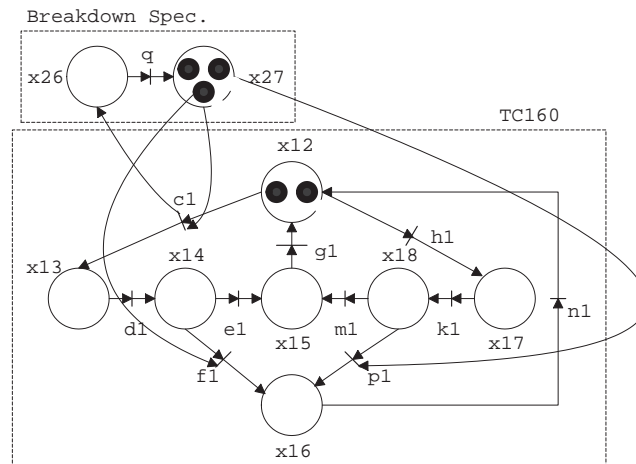 Breakdown Spec.
q
x26
x27
TC160
x12
c1
h1
x13
x14
g1
x18
n1
d1
e1
x15
m1
k1
x17
f1
p1
x16